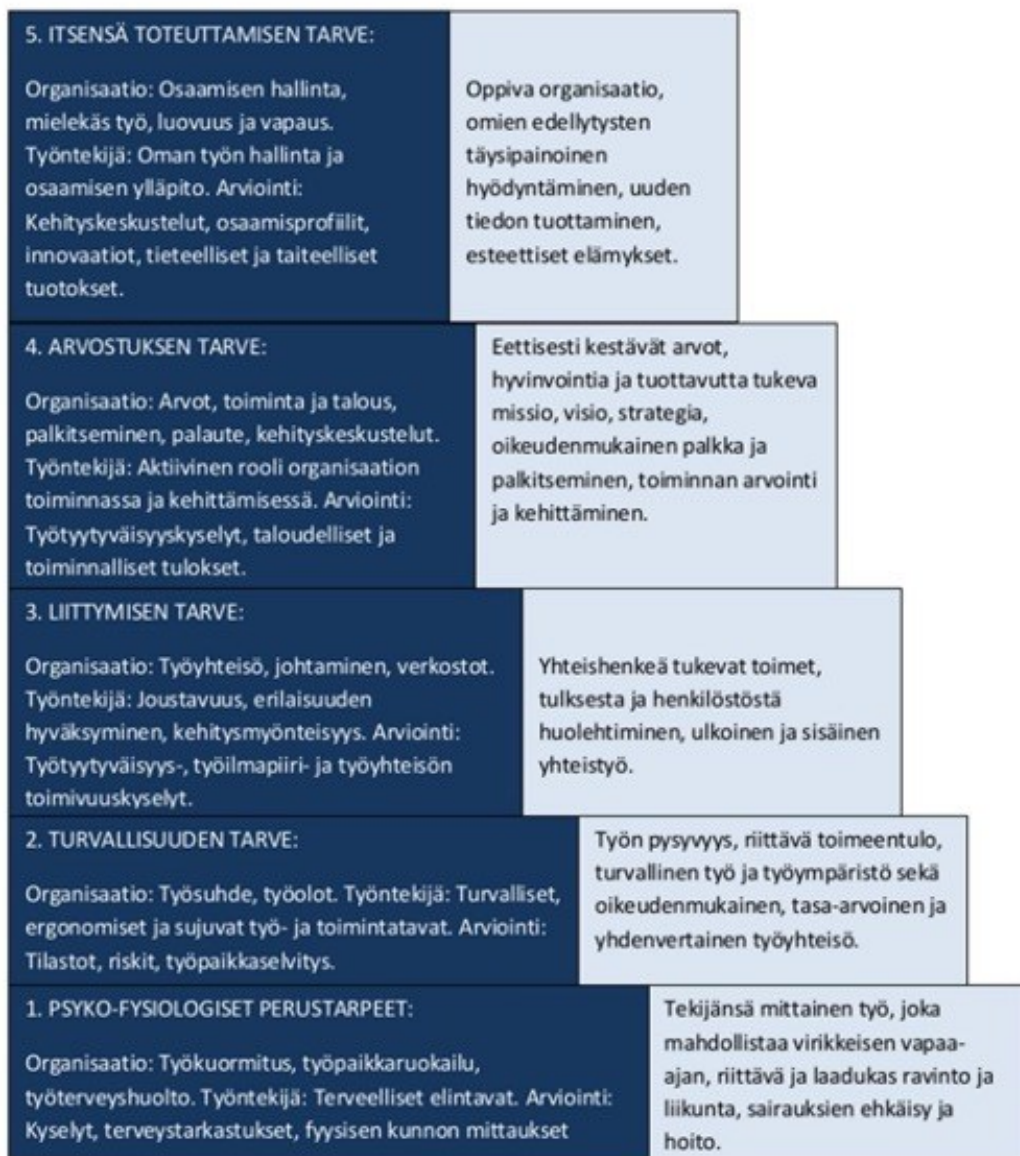 5. ITSENSÄ TOTEUTTAMISEN TARVE:
Organisaatio: Osaamisen hallinta,
mielekäs työ, luovuus ja vapaus.
Työntekijä: Oman työn hallinta ja
osaamisen ylläpito. Arviointi:
Kehityskeskustelut, osaamisprofiilit,
innovaatiot, tieteelliset ja taiteelliset
tuotokset.
Oppiva organisaatio,
omien edellytysten
täysipainoinen
hyödyntäminen, uuden
tiedon tuottaminen,
esteettiset elämykset.
4. ARVOSTUKSEN TARVE:
Organisaatio: Arvot, toiminta ja talous,
palkitseminen, palaute, kehityskeskustelut.
Työntekijä: Aktiivinen rooli organisaation
toiminnassa ja kehittämisessä. Arviointi:
Työtyytyväisyyskyselyt, taloudelliset ja
toiminnalliset tulokset.
Eettisesti kestävät arvot,
hyvinvointia ja tuottavutta tukeva
missio, visio, strategia,
oikeudenmukainen palkka ja
palkitseminen, toiminnan arvointi
ja kehittäminen.
3. LIITTYMISEN TARVE:
Organisaatio: Työyhteisö, johtaminen, verkostot.
Työntekijä: Joustavuus, erilaisuuden
hyväksyminen, kehitysmyönteisyys. Arviointi:
Työtyytyväisyys-, työilmapiiri- ja työyhteisön
toimivuuskyselyt.
Yhteishenkeä tukevat toimet,
tulksesta ja henkilöstöstä
huolehtiminen, ulkoinen ja sisäinen
yhteistyö.
2. TURVALLISUUDEN TARVE:
Organisaatio: Työsuhde, työolot. Työntekijä: Turvalliset,
ergonomiset ja sujuvat työ- ja toimintatavat. Arviointi:
Tilastot, riskit, työpaikkaselvitys.
Työn pysyvyys, riittävä toimeentulo,
turvallinen työ ja työympäristö sekä
oikeudenmukainen, tasa-arvoinen ja
yhdenvertainen työyhteisö.
1. PSYKO-FYSIOLOGISET PERUSTARPEET:
Organisaatio: Työkuormitus, työpaikkaruokailu,
työterveyshuolto. Työntekijä: Terveelliset elintavat. Arviointi:
Kyselyt, terveystarkastukset, fyysisen kunnon mittaukset
Tekijänsä mittainen työ, joka
mahdollistaa virikkeisen vapaa-
ajan, riittävä ja laadukas ravinto ja
liikunta, sairauksien ehkäisy ja
hoito.